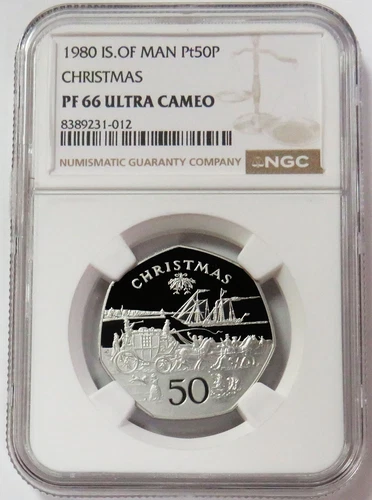 1980 IS.OF MAN Pt50P
CHRISTMAS
PF 66 ULTRA CAMEO
8389231-012
NUMISMATIC GUARANTY COMPANY NGC
CHRISTMAS
50